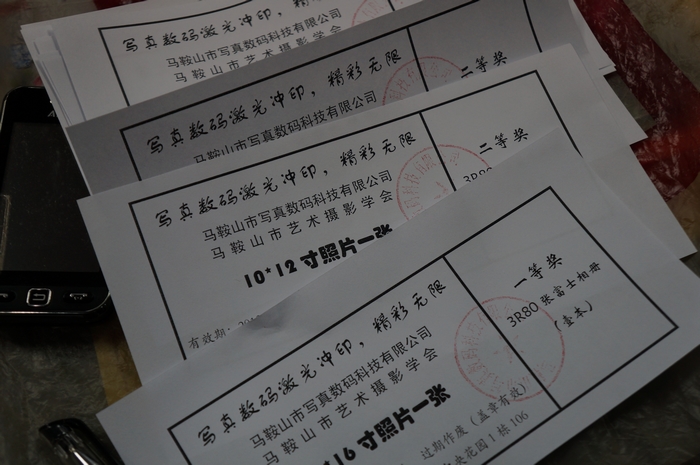 写真数码激光冲印，精彩无限
马鞍山市写真数码科技有限公司
马鞍山市艺术摄影学会
写真数码激光冲印，精彩无限
马鞍山市写真数码科技有限公司
二等奖
写真数码激光冲印，精彩无限
马鞍山市写真数码科技有限公司
马鞍山市艺术摄影学会
10*12寸照片一张
有效期：
二等奖
3R80
写真数码激光冲印，精彩无限
马鞍山市写真数码科技有限公司
马鞍山市艺术摄影学会
16寸照片一张
过期作废（盖章有效）
央花园1栋106
一等奖
3R80张富士相册
（壹本）